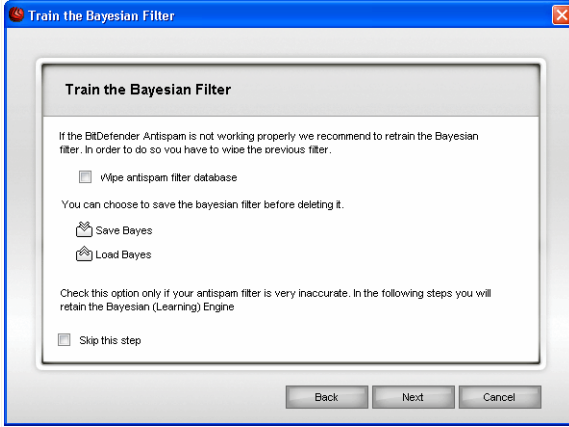 Train the Bayesian Filter
Train the Bayesian Filter
If the BitDefender Antispam is not working properly we recommend to retrain the Bayesian
filter. In order to do so you have to wipe the previous filter.
Wipe antispam filter database
You can choose to save the bayesian filter before deleting it.
Save Bayes
Load Bayes
Check this option only if your antispam filter is very inaccurate. In the following steps you will
retain the Bayesian (Learning) Engine
Skip this step
Back Next Cancel